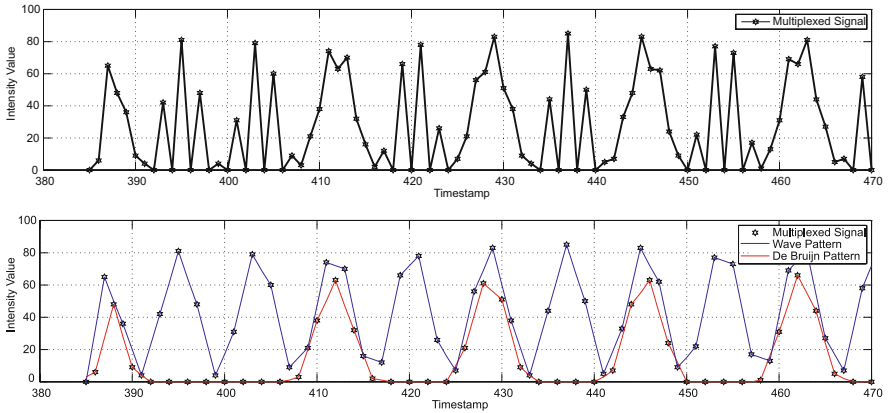 100
80
60
40
20
0
Intensity Value
Multiplexed Signal
380 390 400 410 420 430 440 450 460 470
Timestamp
100
80
60
40
20
0
Intensity Value
Multiplexed Signal
Wave Pattern
De Bruijn Pattern
380 390 400 410 420 430 440 450 460 470
Timestamp